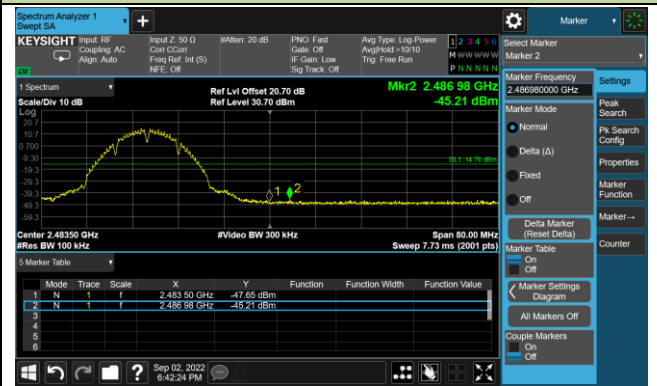 Spectrum Analyzer 1
Swept SA
Marker
KEYSIGHT
Input: RF
Coupling: AC
Align: Auto
Input Z: 50 Ω
Corr CCorr
Freq Ref: Int (S)
NFE: Off
#Atten: 20 dB
PNO: Fast
Gate: Off
IF Gain: Low
Sig Track: Off
Avg Type: Log-Power
Avg|Hold:>10/10
Trig: Free Run
1 2 3 4 5 6
M W W W W W
P N N N N N
LXI
Select Marker
Marker 2
1 Spectrum
Scale/Div 10 dB
Log
Ref Lvl Offset 20.70 dB
Ref Level 30.70 dBm
Mkr2 2.486 98 GHz
-45.21 dBm
20.7
10.7
0.700
-9.30
-19.3
-29.3
-39.3
-49.3
-59.3
DL1 -14.78 dBm
1
2
Center 2.48350 GHz
#Res BW 100 kHz
#Video BW 300 kHz
Span 80.00 MHz
Sweep 7.73 ms (2001 pts)
5 Marker Table
Mode Trace Scale X Y Function Function Width Function Value
1 N 1 f 2.483 50 GHz -47.65 dBm
2 N 1 f 2.486 98 GHz -45.21 dBm
3
4
5
6
Sep 02, 2022
6:42:24 PM
Marker Frequency
2.486980000 GHz
Marker Mode
Normal
Delta (Δ)
Fixed
Off
Delta Marker
(Reset Delta)
Marker Table
On
Off
Marker Settings
Diagram
All Markers Off
Couple Markers
On
Off
Settings
Peak
Search
Pk Search
Config
Properties
Marker
Function
Marker→
Counter